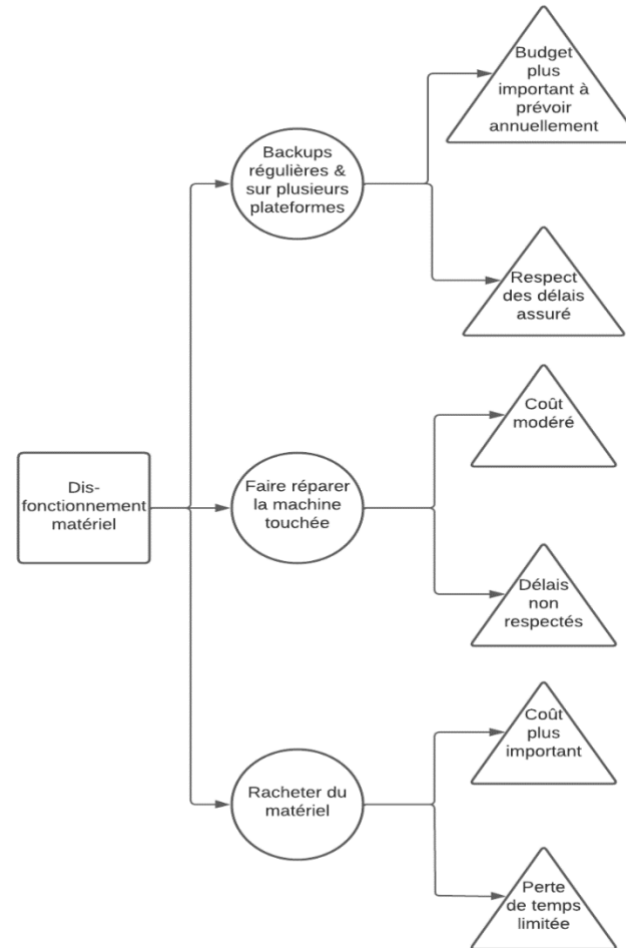 Budget
plus
important à
prévoir
annuellement
Backups
régulières &
sur plusieurs
plateformes
Respect
des délais
assuré
Coût
modéré
Dis-
fonctionnement
matériel
Faire réparer
la machine
touchée
Délais
non
respectés
Coût
plus
important
Racheter du
matériel
Perte
de temps
limitée